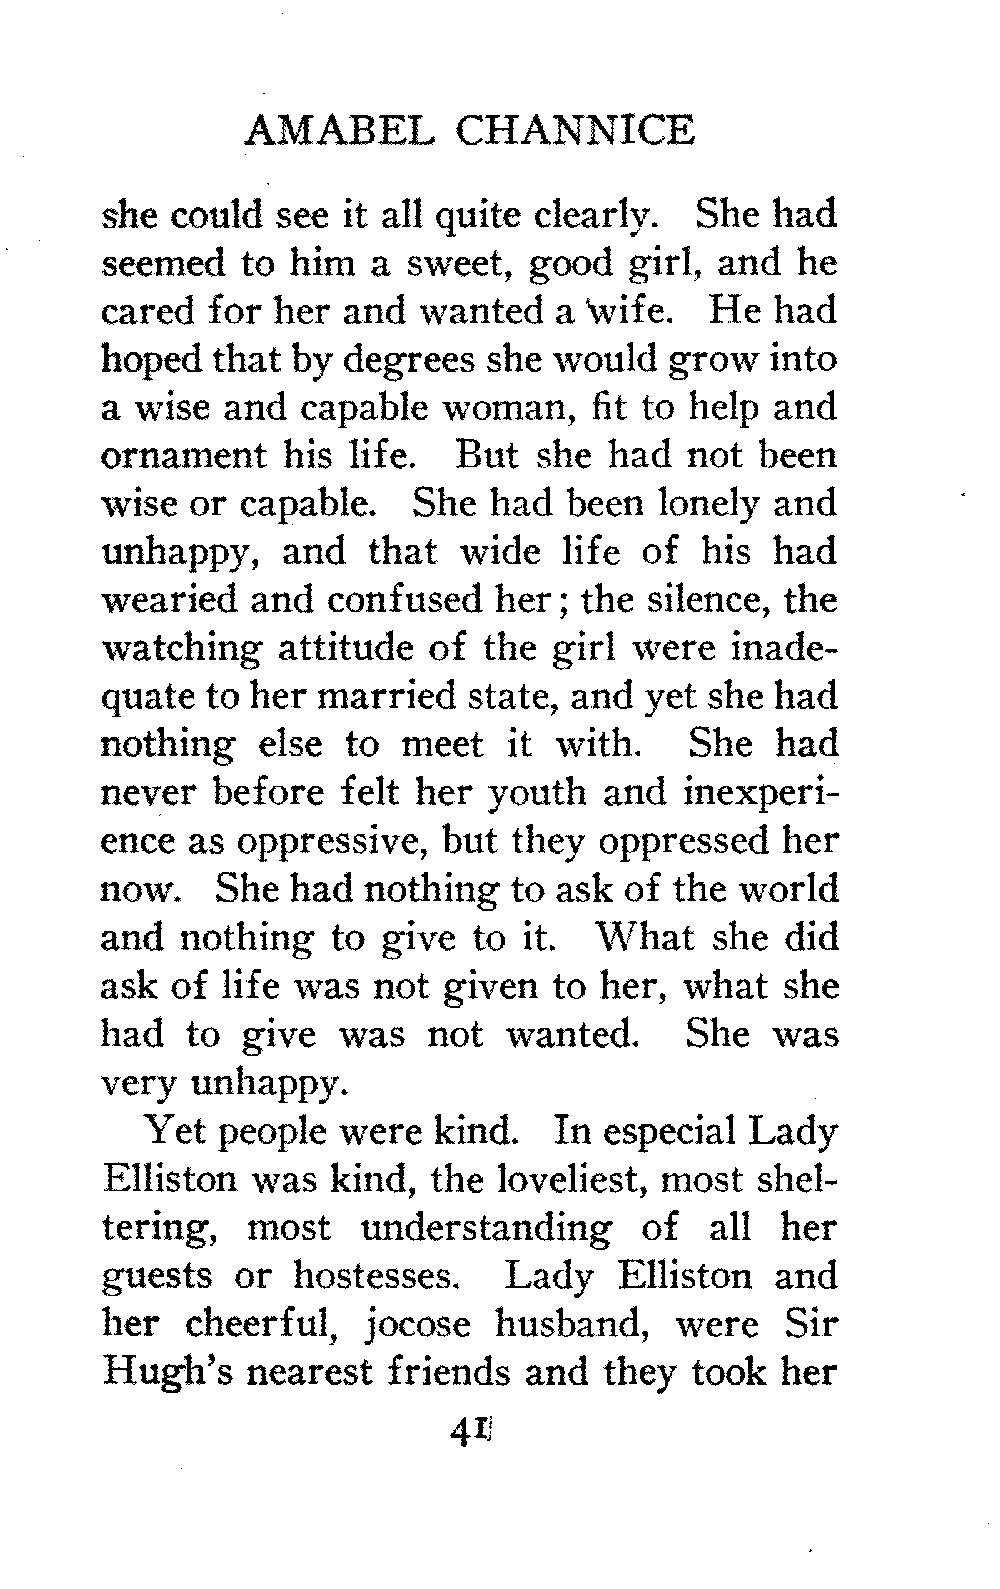 AMABEL CHANNICE
she could see it all quite clearly. She had
seemed to him a sweet, good girl, and he
cared for her and wanted a wife. He had
hoped that by degrees she would grow into
a wise and capable woman, fit to help and
ornament his life. But she had not been
wise or capable. She had been lonely and
unhappy, and that wide life of his had
wearied and confused her; the silence, the
watching attitude of the girl were inade-
quate to her married state, and yet she had
nothing else to meet it with. She had
never before felt her youth and inexperi-
ence as oppressive, but they oppressed her
now. She had nothing to ask of the world
and nothing to give to it. What she did
ask of life was not given to her, what she
had to give was not wanted. She was
very unhappy.
Yet people were kind. In especial Lady
Elliston was kind, the loveliest, most shel-
tering, most understanding of all her
guests or hostesses. Lady Elliston and
her cheerful, jocose husband, were Sir
Hugh's nearest friends and they took her
41